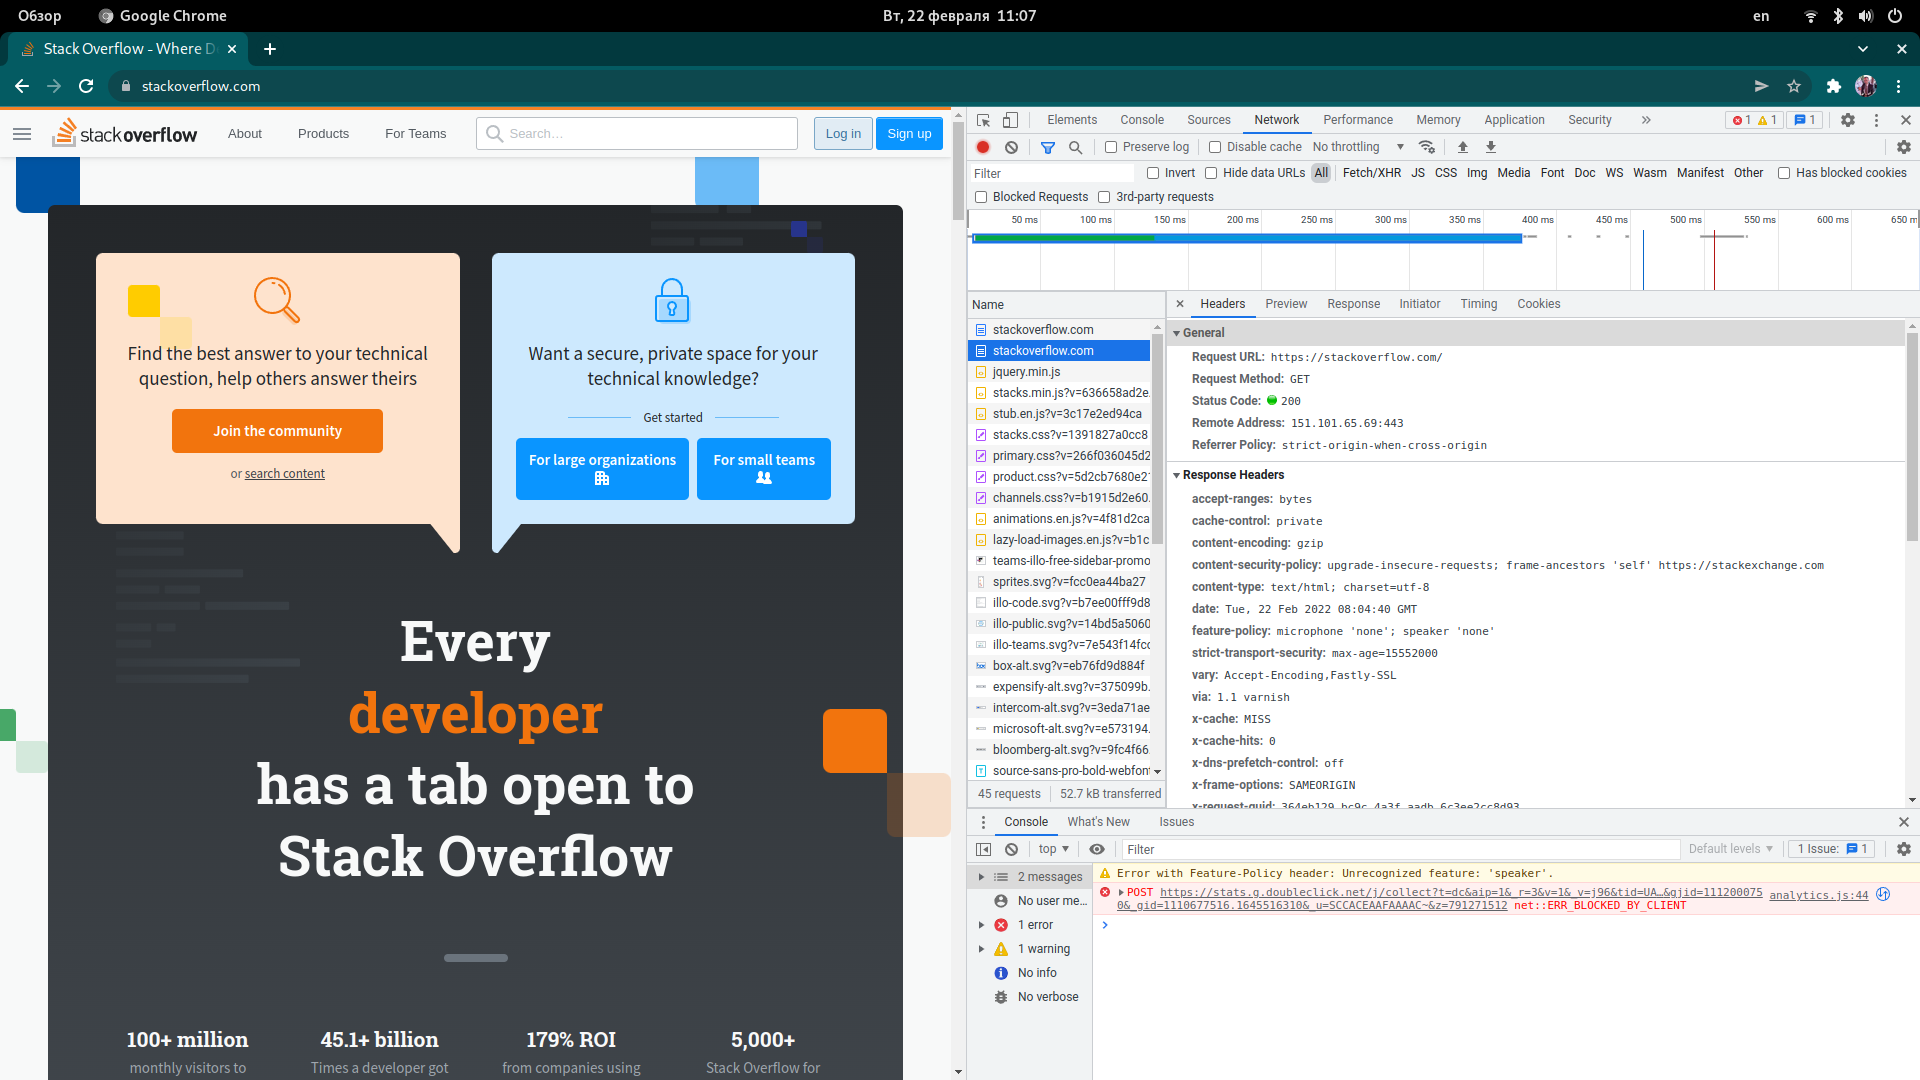 Обзор
Google Chrome
Вт, 22 февраля 11:07
en
Stack Overflow - Where D
stackoverflow.com
stackoverflow
About
Products
For Teams
Search…
Log in
Sign up
Find the best answer to your technical
question, help others answer theirs
Join the community
or search content
Want a secure, private space for your
technical knowledge?
Get started
For large organizations
For small teams
Every
developer
has a tab open to
Stack Overflow
100+ million
monthly visitors to
45.1+ billion
Times a developer got
179% ROI
from companies using
5,000+
Stack Overflow for
Elements
Console
Sources
Network
Performance
Memory
Application
Security
1
1
1
Preserve log
Disable cache
No throttling
Filter
Invert
Hide data URLs
All
Fetch/XHR
JS
CSS
Img
Media
Font
Doc
WS
Wasm
Manifest
Other
Has blocked cookies
Blocked Requests
3rd-party requests
50 ms
100 ms
150 ms
200 ms
250 ms
300 ms
350 ms
400 ms
450 ms
500 ms
550 ms
600 ms
650 m
Name
stackoverflow.com
stackoverflow.com
jquery.min.js
stacks.min.js?v=636658ad2e
stub.en.js?v=3c17e2ed94ca
stacks.css?v=1391827a0cc8
primary.css?v=266f036045d2
product.css?v=5d2cb7680e2
channels.css?v=b1915d2e60
animations.en.js?v=4f81d2ca
lazy-load-images.en.js?v=b1c
teams-illo-free-sidebar-promo
sprites.svg?v=fcc0ea44ba27
illo-code.svg?v=b7ee00fff9d8
illo-public.svg?v=14bd5a5060
illo-teams.svg?v=7e543f14fcc
box-alt.svg?v=eb76fd9d884f
expensify-alt.svg?v=375099b
intercom-alt.svg?v=3eda71ae
microsoft-alt.svg?v=e573194
bloomberg-alt.svg?v=9fc4f66
source-sans-pro-bold-webfon
45 requests
52.7 kB transferred
Headers
Preview
Response
Initiator
Timing
Cookies
General
Request URL: https://stackoverflow.com/
Request Method: GET
Status Code: 200
Remote Address: 151.101.65.69:443
Referrer Policy: strict-origin-when-cross-origin
Response Headers
accept-ranges: bytes
cache-control: private
content-encoding: gzip
content-security-policy: upgrade-insecure-requests; frame-ancestors 'self' https://stackexchange.com
content-type: text/html; charset=utf-8
date: Tue, 22 Feb 2022 08:04:40 GMT
feature-policy: microphone 'none'; speaker 'none'
strict-transport-security: max-age=15552000
vary: Accept-Encoding,Fastly-SSL
via: 1.1 varnish
x-cache: MISS
x-cache-hits: 0
x-dns-prefetch-control: off
x-frame-options: SAMEORIGIN
x-request-guid: 364eb129-bc9c-4a3f-aadb-6c3ee2cc8d93
Console
What's New
Issues
top
Filter
Default levels
1 Issue:
1
2 messages
No user me…
1 error
1 warning
No info
No verbose
Error with Feature-Policy header: Unrecognized feature: 'speaker'.
POST https://stats.g.doubleclick.net/j/collect?t=dc&aip=1&_r=3&v=1&_v=j96&tid=UA…&gjid=111200075
0&_gid=1110677516.1645516310&_u=SCCACEAAFAAAAC~&z=791271512 net::ERR_BLOCKED_BY_CLIENT
analytics.js:44